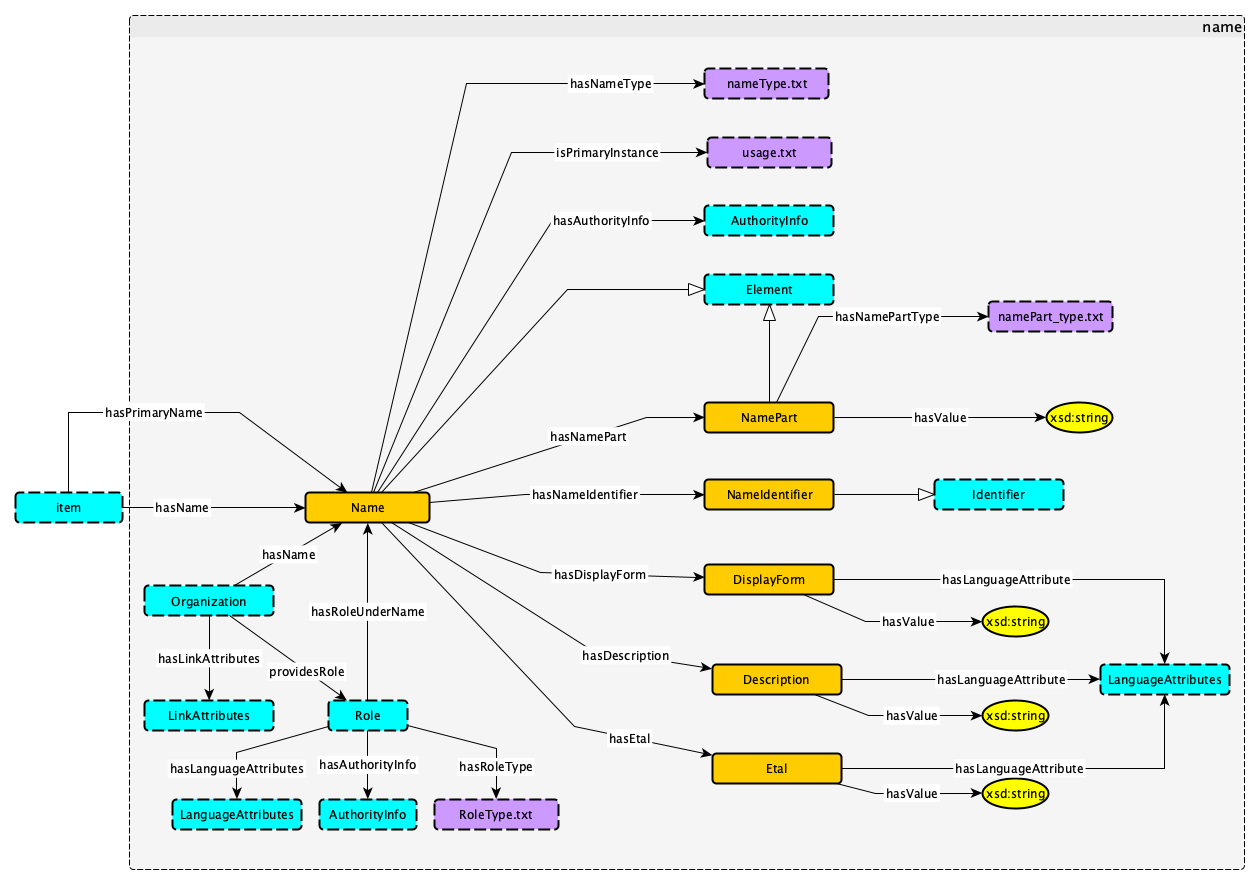 name
hasNameType
nameType.txt
isPrimaryInstance
usage.txt
hasAuthorityInfo
AuthorityInfo
Element
hasNamePartType
namePart_type.txt
hasPrimaryName
NamePart
hasValue
xsd:string
hasNamePart
item
hasName
Name
hasNameIdentifier
NameIdentifier
Identifier
hasName
hasDisplayForm
DisplayForm
hasLanguageAttribute
Organization
hasRoleUnderName
hasValue
xsd:string
hasLinkAttributes
providesRole
hasDescription
Description
hasLanguageAttribute
LanguageAttributes
LinkAttributes
Role
hasValue
xsd:string
hasEtal
hasLanguageAttributes
hasAuthorityInfo
hasRoleType
Etal
hasLanguageAttribute
hasValue
xsd:string
LanguageAttributes
AuthorityInfo
RoleType.txt